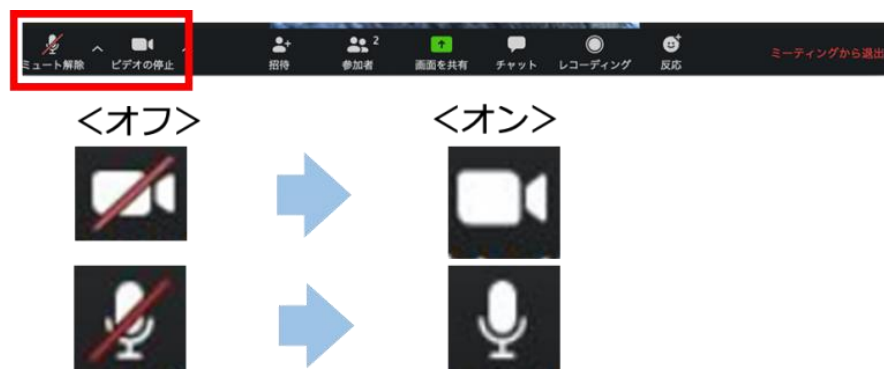 ミュート解除 ビデオの停止 招待 参加者 2 画面を共有 チャット レコーディング 反応 ミーティングから退出
＜オフ＞ ＜オン＞